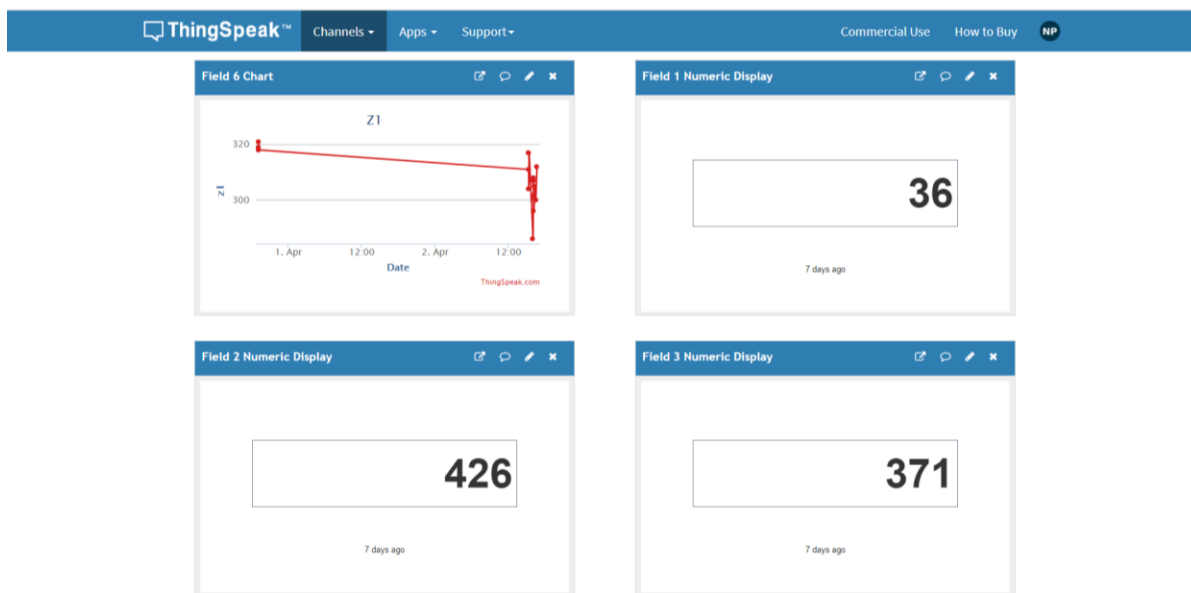 ThingSpeak™ Channels Apps Support Commercial Use How to Buy NP
Field 6 Chart
Z1
320
300
z1
1. Apr 12:00 2. Apr 12:00
Date
ThingSpeak.com
Field 1 Numeric Display
36
7 days ago
Field 2 Numeric Display
426
7 days ago
Field 3 Numeric Display
371
7 days ago